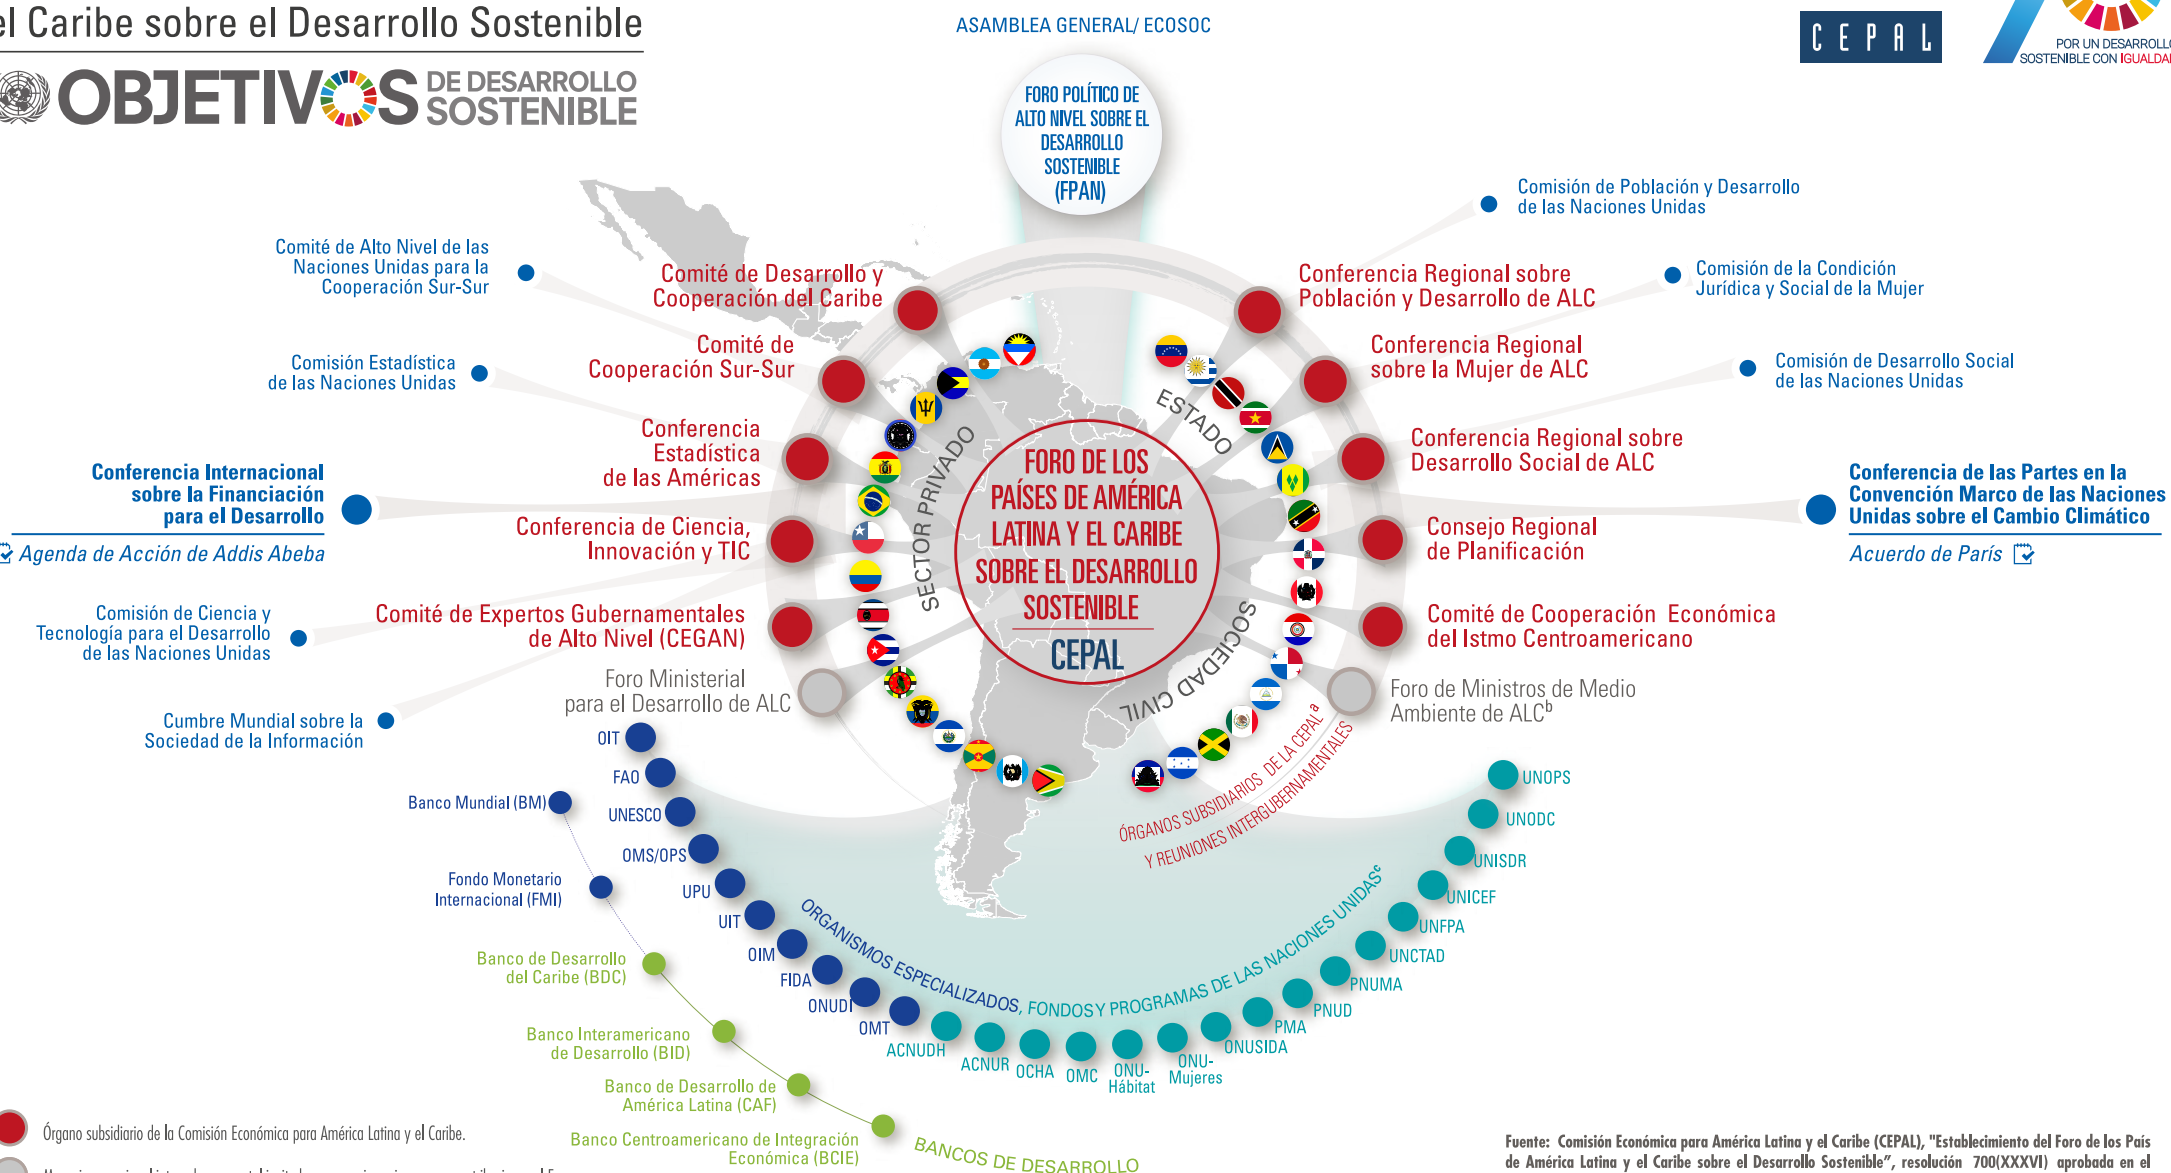 el Caribe sobre el Desarrollo Sostenible
OBJETIVOS DE DESARROLLO
SOSTENIBLE
ASAMBLEA GENERAL/ ECOSOC
FORO POLÍTICO DE
ALTO NIVEL SOBRE EL
DESARROLLO
SOSTENIBLE
(FPAN)
CEPAL
POR UN DESARROLLO
SOSTENIBLE CON IGUALDAD
Comité de Alto Nivel de las
Naciones Unidas para la
Cooperación Sur-Sur
Comisión Estadística
de las Naciones Unidas
Conferencia Internacional
sobre la Financiación
para el Desarrollo
Agenda de Acción de Addis Abeba
Comisión de Ciencia y
Tecnología para el Desarrollo
de las Naciones Unidas
Cumbre Mundial sobre la
Sociedad de la Información
Comité de Desarrollo y
Cooperación del Caribe
Comité de
Cooperación Sur-Sur
Conferencia
Estadística
de las Américas
Conferencia de Ciencia,
Innovación y TIC
Comité de Expertos Gubernamentales
de Alto Nivel (CEGAN)
Foro Ministerial
para el Desarrollo de ALC
SECTOR PRIVADO
ESTADO
SOCIEDAD CIVIL
FORO DE LOS
PAÍSES DE AMÉRICA
LATINA Y EL CARIBE
SOBRE EL DESARROLLO
SOSTENIBLE
CEPAL
Conferencia Regional sobre
Población y Desarrollo de ALC
Conferencia Regional
sobre la Mujer de ALC
Conferencia Regional sobre
Desarrollo Social de ALC
Consejo Regional
de Planificación
Comité de Cooperación Económica
del Istmo Centroamericano
Foro de Ministros de Medio
Ambiente de ALCᵇ
Comisión de Población y Desarrollo
de las Naciones Unidas
Comisión de la Condición
Jurídica y Social de la Mujer
Comisión de Desarrollo Social
de las Naciones Unidas
Conferencia de las Partes en la
Convención Marco de las Naciones
Unidas sobre el Cambio Climático
Acuerdo de París
ÓRGANOS SUBSIDIARIOS DE LA CEPALᵃ
Y REUNIONES INTERGUBERNAMENTALES
OIT
FAO
UNESCO
OMS/OPS
UPU
UIT
OIM
FIDA
ONUDI
OMT
ACNUDH
ACNUR
OCHA
OMC
ONU-
Hábitat
ONU-
Mujeres
ONUSIDA
PMA
PNUD
PNUMA
UNCTAD
UNFPA
UNICEF
UNISDR
UNODC
UNOPS
ORGANISMOS ESPECIALIZADOS, FONDOS Y PROGRAMAS DE LAS NACIONES UNIDASᶜ
Banco Mundial (BM)
Fondo Monetario
Internacional (FMI)
Banco de Desarrollo
del Caribe (BDC)
Banco Interamericano
de Desarrollo (BID)
Banco de Desarrollo de
América Latina (CAF)
Banco Centroamericano de Integración
Económica (BCIE)
BANCOS DE DESARROLLO
Órgano subsidiario de la Comisión Económica para América Latina y el Caribe.
Fuente: Comisión Económica para América Latina y el Caribe (CEPAL), "Establecimiento del Foro de los País
de América Latina y el Caribe sobre el Desarrollo Sostenible", resolución 700(XXXVI) aprobada en el